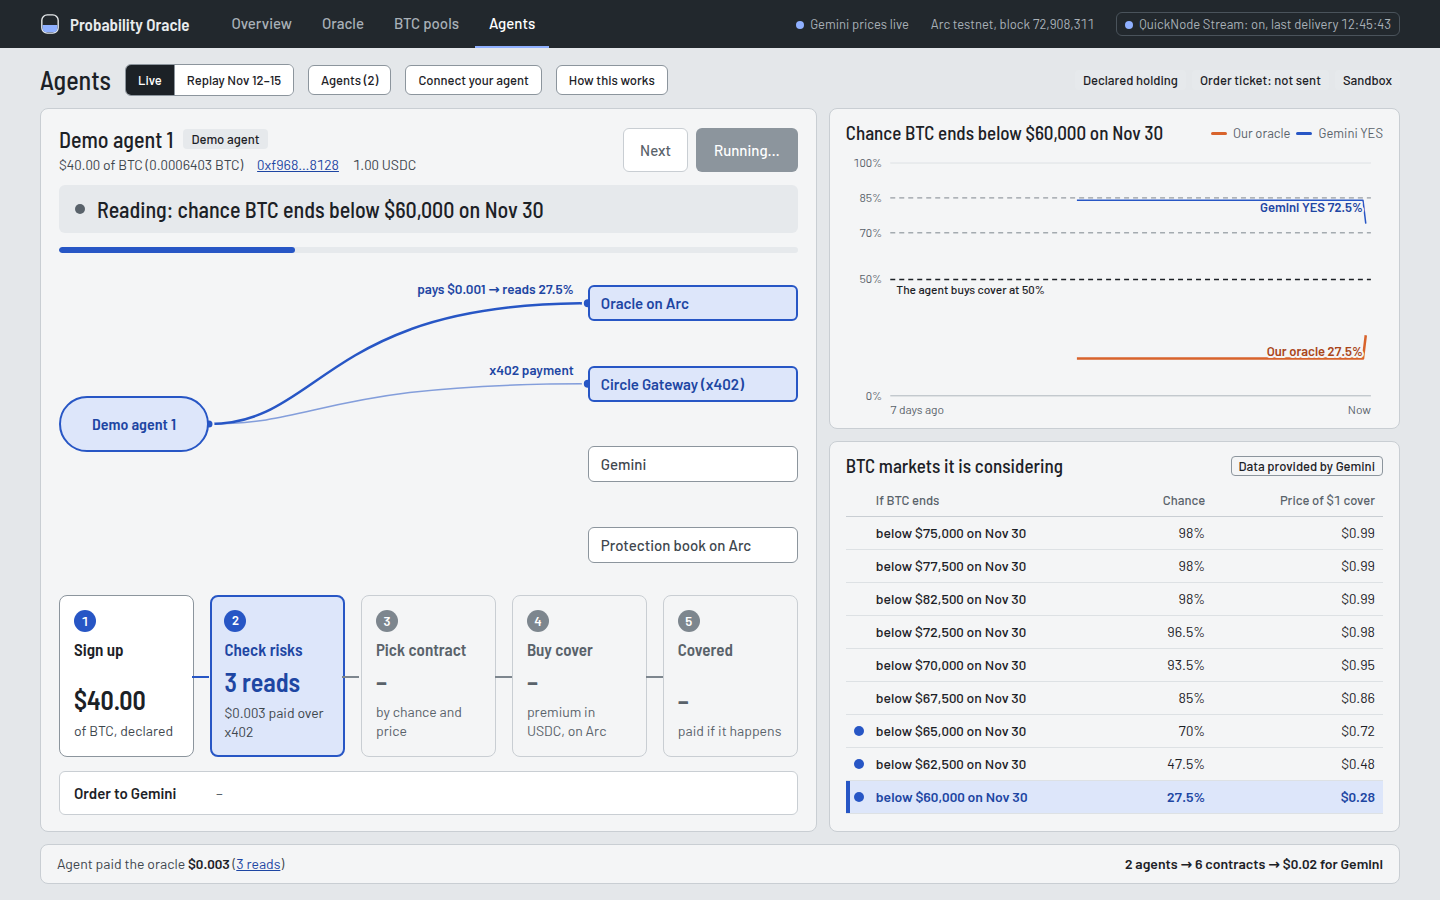 Probability Oracle
Overview
Oracle
BTC pools
Agents
Gemini prices live
Arc testnet, block 72,908,311
QuickNode Stream: on, last delivery 12:45:43
Agents
Live
Replay Nov 12–15
Agents (2)
Connect your agent
How this works
Declared holding
Order ticket: not sent
Sandbox
Demo agent 1
Demo agent
$40.00 of BTC (0.0006403 BTC)
0xf968…8128
1.00 USDC
Next
Running…
Reading: chance BTC ends below $60,000 on Nov 30
pays $0.001 → reads 27.5%
Oracle on Arc
x402 payment
Circle Gateway (x402)
Demo agent 1
Gemini
Protection book on Arc
1
Sign up
$40.00
of BTC, declared
2
Check risks
3 reads
$0.003 paid over
x402
3
Pick contract
–
by chance and
price
4
Buy cover
–
premium in
USDC, on Arc
5
Covered
–
paid if it happens
Order to Gemini
–
Chance BTC ends below $60,000 on Nov 30
Our oracle
Gemini YES
100%
85%
Gemini YES 72.5%
70%
50%
The agent buys cover at 50%
Our oracle 27.5%
0%
7 days ago
Now
BTC markets it is considering
Data provided by Gemini
If BTC ends
Chance
Price of $1 cover
below $75,000 on Nov 30
98%
$0.99
below $77,500 on Nov 30
98%
$0.99
below $82,500 on Nov 30
98%
$0.99
below $72,500 on Nov 30
96.5%
$0.98
below $70,000 on Nov 30
93.5%
$0.95
below $67,500 on Nov 30
85%
$0.86
below $65,000 on Nov 30
70%
$0.72
below $62,500 on Nov 30
47.5%
$0.48
below $60,000 on Nov 30
27.5%
$0.28
Agent paid the oracle $0.003 (3 reads)
2 agents → 6 contracts → $0.02 for Gemini